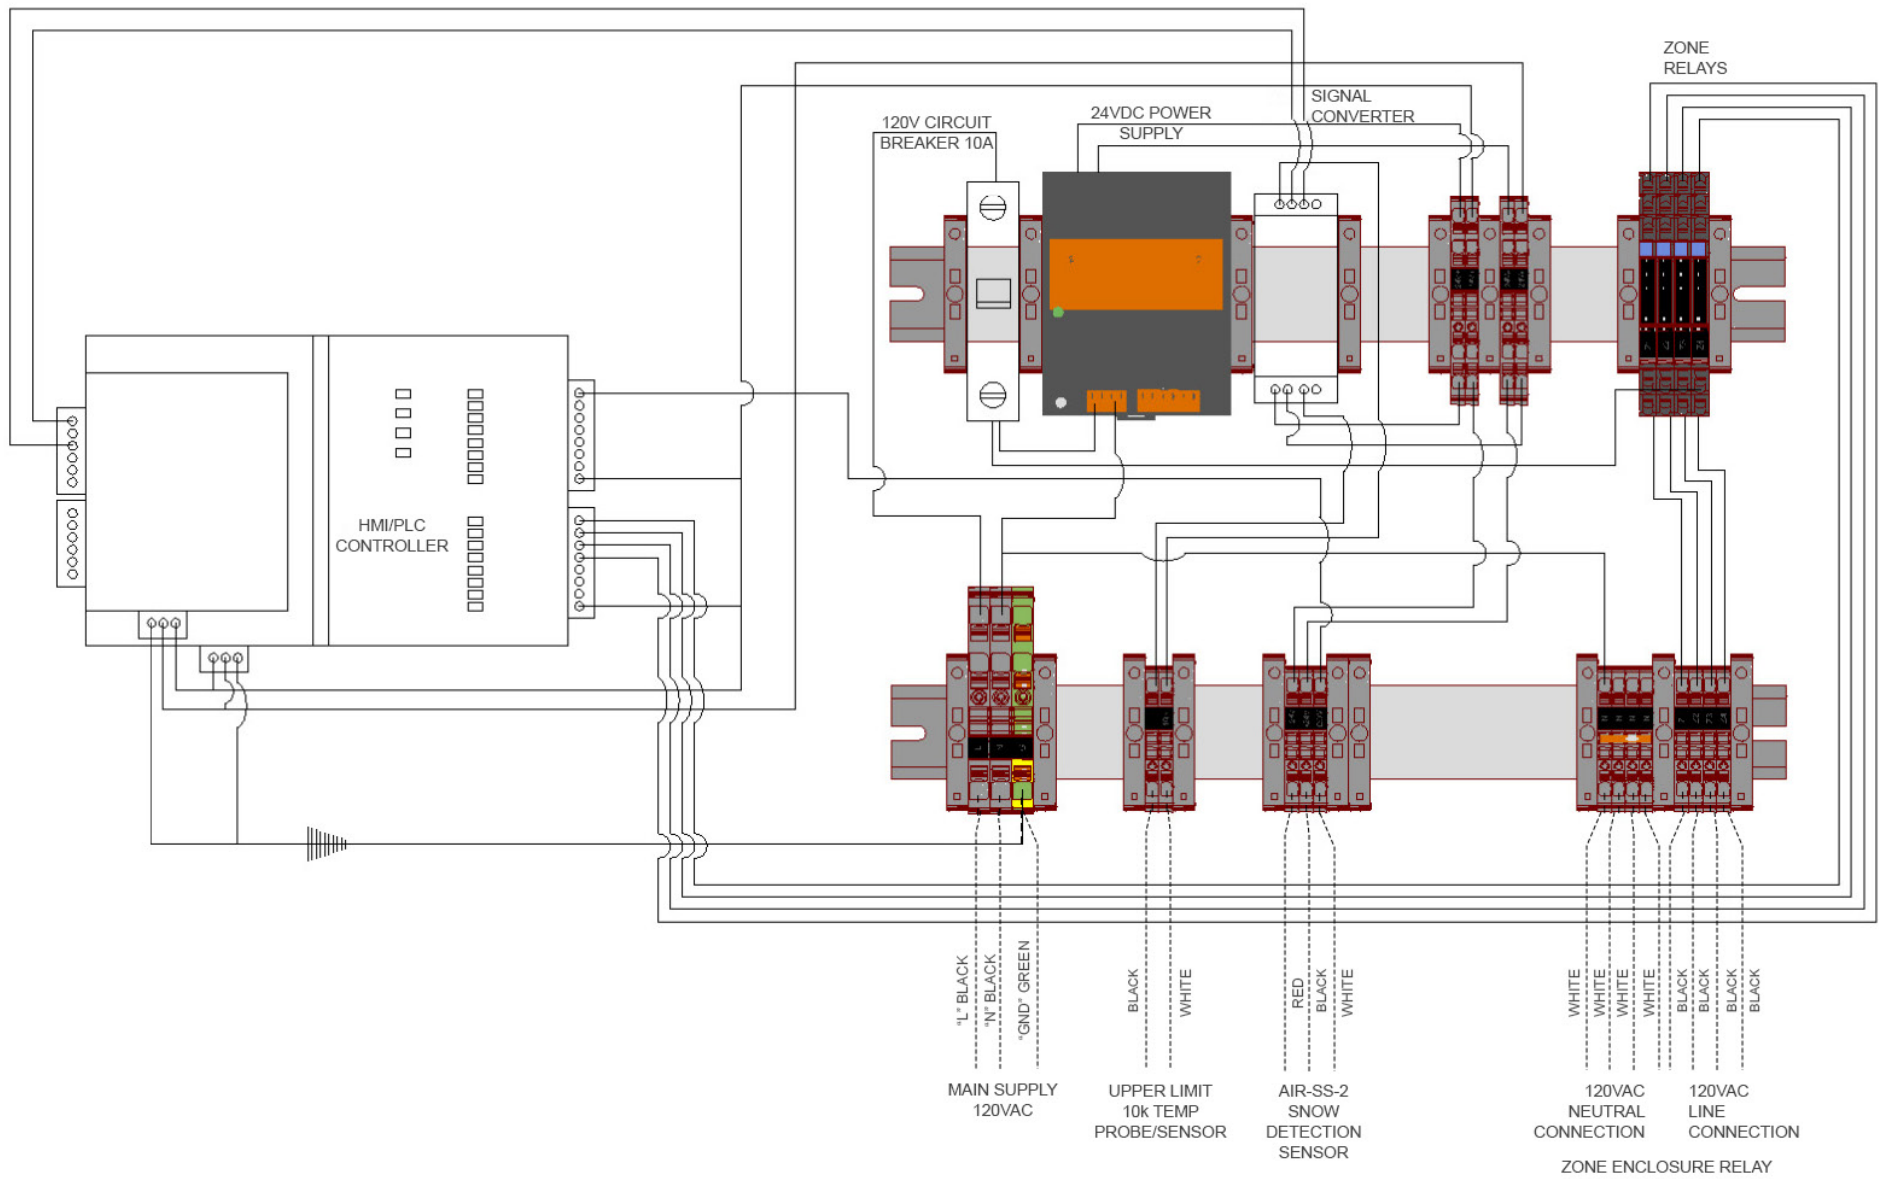 ZONE
RELAYS
SIGNAL
CONVERTER
24VDC POWER
SUPPLY
120V CIRCUIT
BREAKER 10A
HMI/PLC
CONTROLLER
"L" BLACK
"N" BLACK
"GND" GREEN
BLACK
WHITE
RED
BLACK
WHITE
WHITE
WHITE
WHITE
WHITE
BLACK
BLACK
BLACK
BLACK
MAIN SUPPLY
120VAC
UPPER LIMIT
10k TEMP
PROBE/SENSOR
AIR-SS-2
SNOW
DETECTION
SENSOR
120VAC
NEUTRAL
CONNECTION
120VAC
LINE
CONNECTION
ZONE ENCLOSURE RELAY